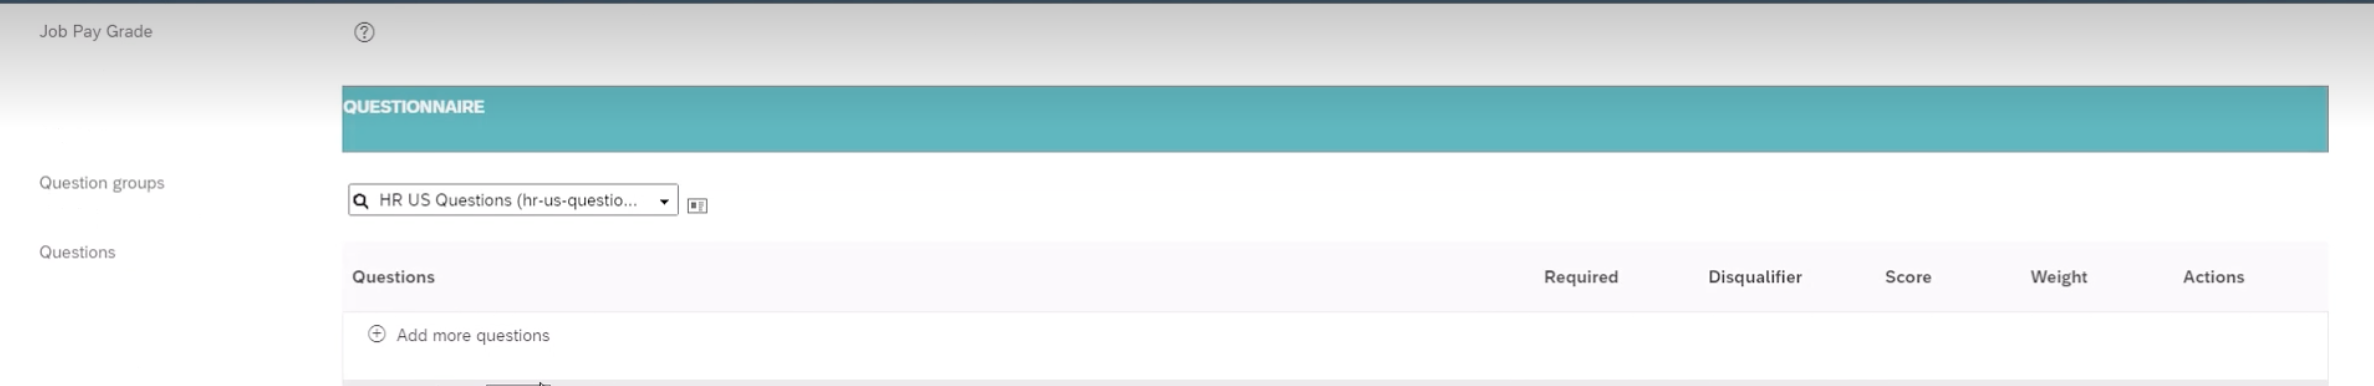 Job Pay Grade
QUESTIONNAIRE
Question groups
HR US Questions (hr-us-questio...
Questions
Questions Required Disqualifier Score Weight Actions
Add more questions